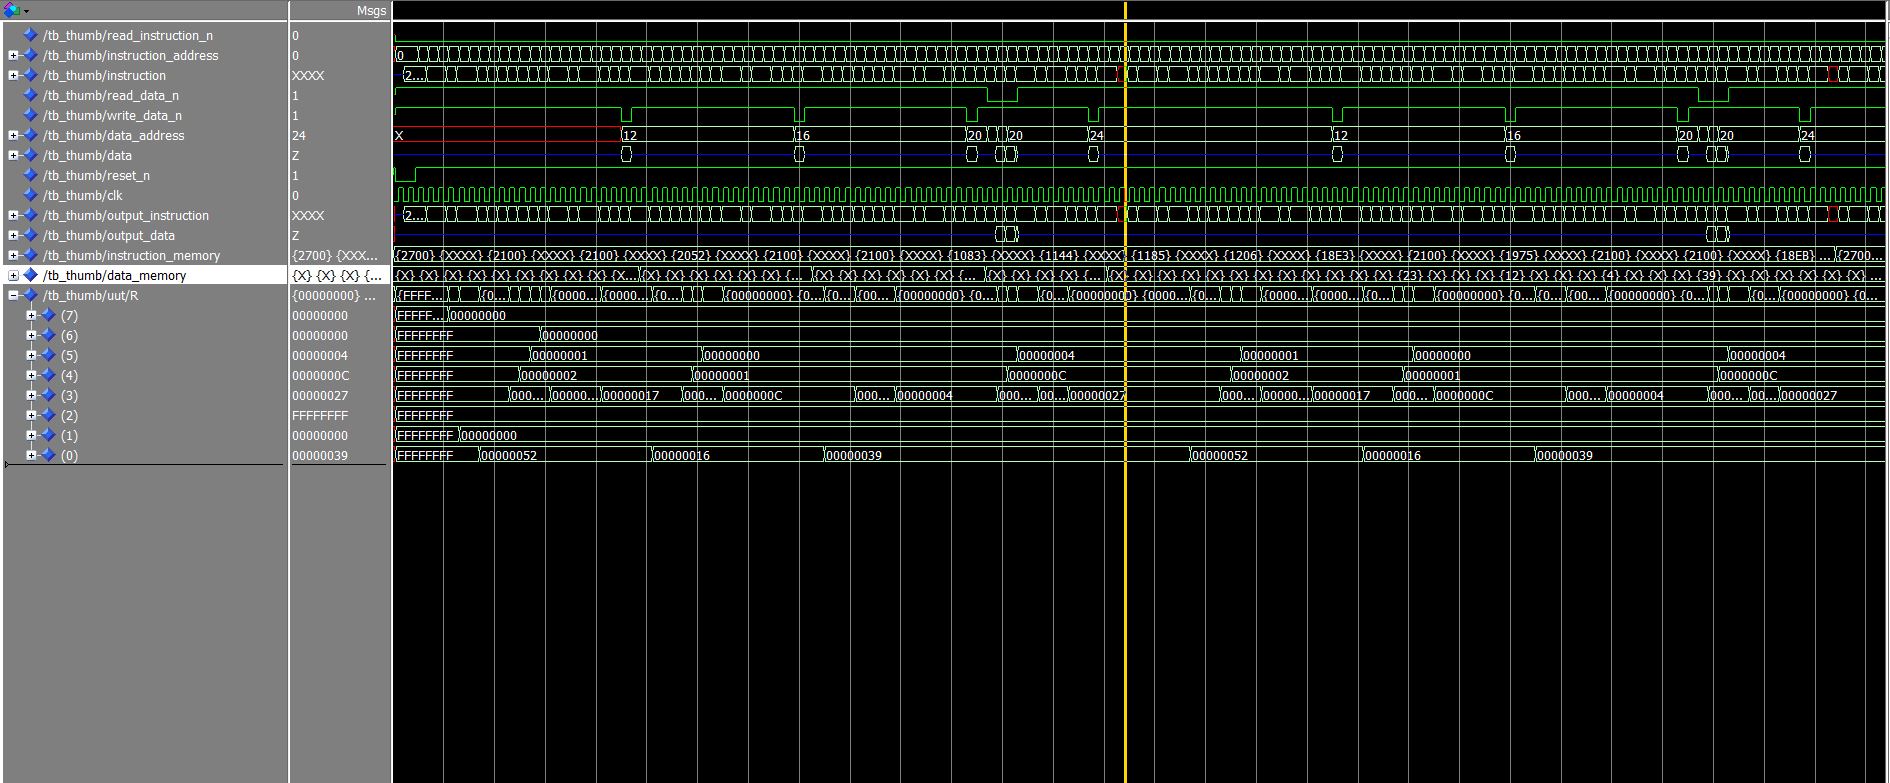 Msgs
/tb_thumb/read_instruction_n 0
/tb_thumb/instruction_address 0 0
/tb_thumb/instruction XXXX 2...
/tb_thumb/read_data_n 1
/tb_thumb/write_data_n 1
/tb_thumb/data_address 24 X 12 16 20 20 24 12 16 20 20 24
/tb_thumb/data Z
/tb_thumb/reset_n 1
/tb_thumb/clk 0
/tb_thumb/output_instruction XXXX 2...
/tb_thumb/output_data Z
/tb_thumb/instruction_memory {2700} {XXX... {2700} {XXXX} {2100} {XXXX} {2100} {XXXX} {2052} {XXXX} {2100} {XXXX} {2100} {XXXX} {1083} {XXXX} {1144} {XXXX} {1185} {XXXX} {1206} {XXXX} {18E3} {XXXX} {2100} {XXXX} {1975} {XXXX} {2100} {XXXX} {2100} {XXXX} {18EB} ... {2700...
/tb_thumb/data_memory {X} {X} {X} {... {X} {X} {X} {X} {X} {X} {X} {X} {X}... {X} {X} {X} {X} {X} {X} {... {X} {X} {X} {X} {X} {X} {... {X} {X} {X} {X} {... {X} {X} {X} {X} {X} {X} {X} {X} {X} {X} {X} {23} {X} {X} {X} {12} {X} {X} {X} {4} {X} {X} {X} {39} {X} {X} {X} {X} {X} {X} {X} ...
/tb_thumb/uut/R {00000000} ... {FFFF... {0... {0000... {0000... {00000000} {0... {0... {00... {00000000} {0... {0... {00000000} {0000... {0... {0000... {0000... {00000000} {0... {0... {00... {00000000} {0... {0... {00000000} {0...
(7) 00000000 FFFFF... 00000000
(6) 00000000 FFFFFFFF 00000000
(5) 00000004 FFFFFFFF 00000001 00000000 00000004 00000001 00000000 00000004
(4) 0000000C FFFFFFFF 00000002 00000001 0000000C 00000002 00000001 0000000C
(3) 00000027 FFFFFFFF 000... 00000... 00000017 000... 0000000C 000... 00000004 000... 00... 00000027 000... 00000... 00000017 000... 0000000C 000... 00000004 000... 00... 00000027
(2) FFFFFFFF FFFFFFFF
(1) 00000000 FFFFFFFF 00000000
(0) 00000039 FFFFFFFF 00000052 00000016 00000039 00000052 00000016 00000039